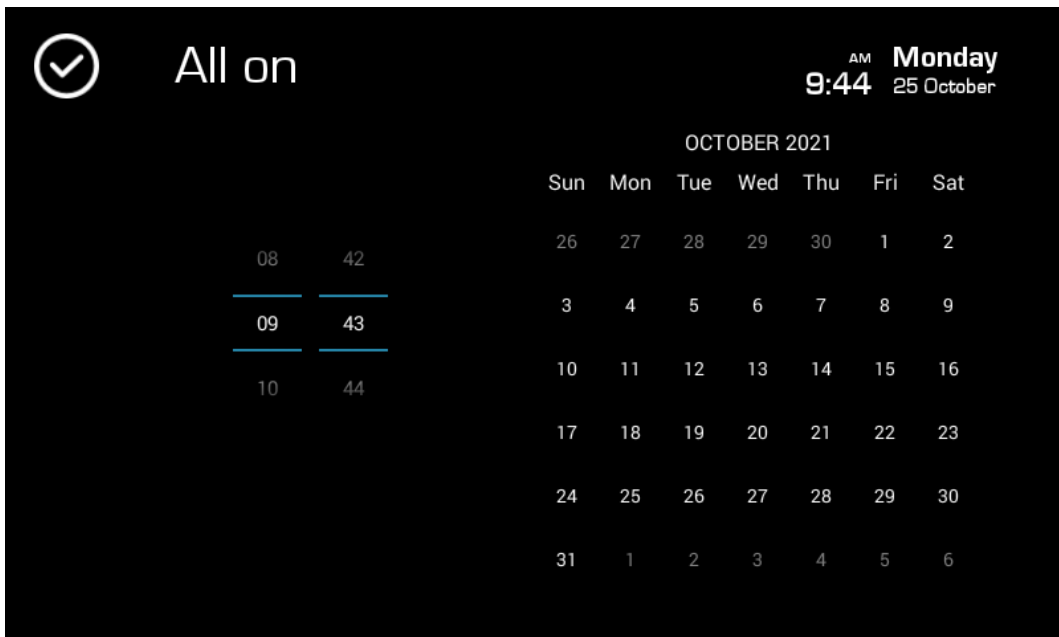 All on
AM
9:44
Monday
25 October
08 42
09 43
10 44
OCTOBER 2021
Sun Mon Tue Wed Thu Fri Sat
26 27 28 29 30 1 2
3 4 5 6 7 8 9
10 11 12 13 14 15 16
17 18 19 20 21 22 23
24 25 26 27 28 29 30
31 1 2 3 4 5 6